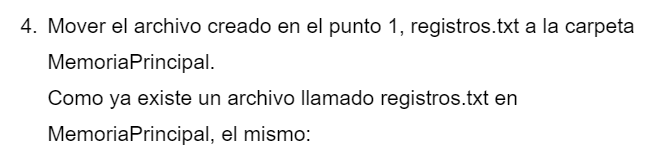 4. Mover el archivo creado en el punto 1, registros.txt a la carpeta
MemoriaPrincipal.
Como ya existe un archivo llamado registros.txt en
MemoriaPrincipal, el mismo: